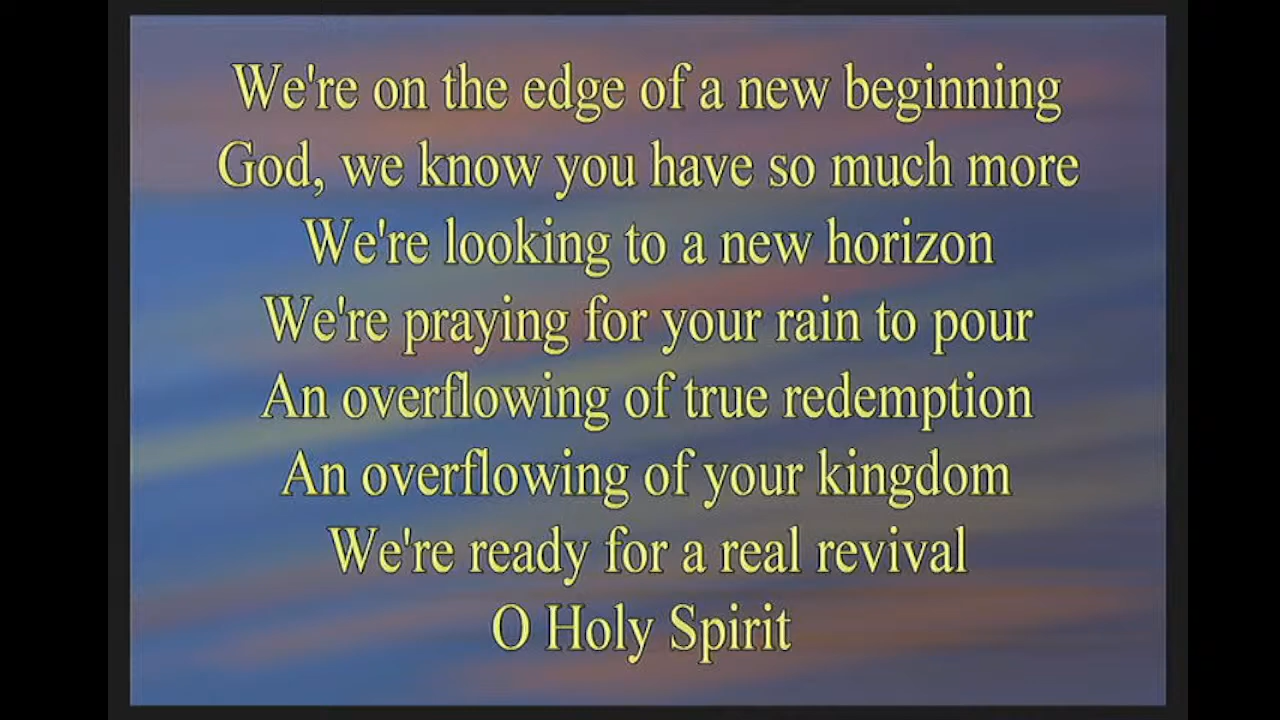 We're on the edge of a new beginning
God, we know you have so much more
We're looking to a new horizon
We're praying for your rain to pour
An overflowing of true redemption
An overflowing of your kingdom
We're ready for a real revival
O Holy Spirit